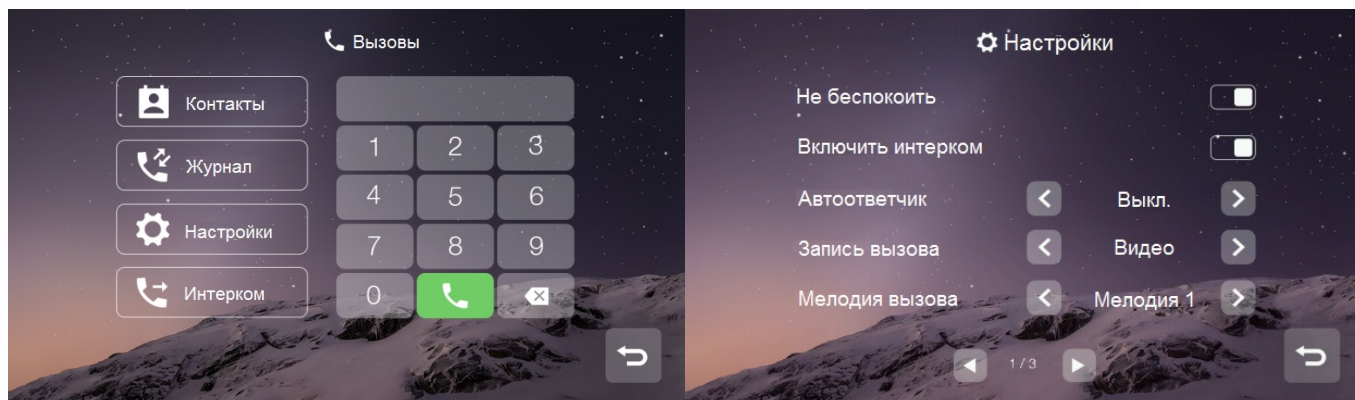 Вызовы
Контакты
Журнал
Настройки
Интерком
1 2 3
4 5 6
7 8 9
0
Настройки
Не беспокоить
Включить интерком
Автоответчик Выкл.
Запись вызова Видео
Мелодия вызова Мелодия 1
1/3